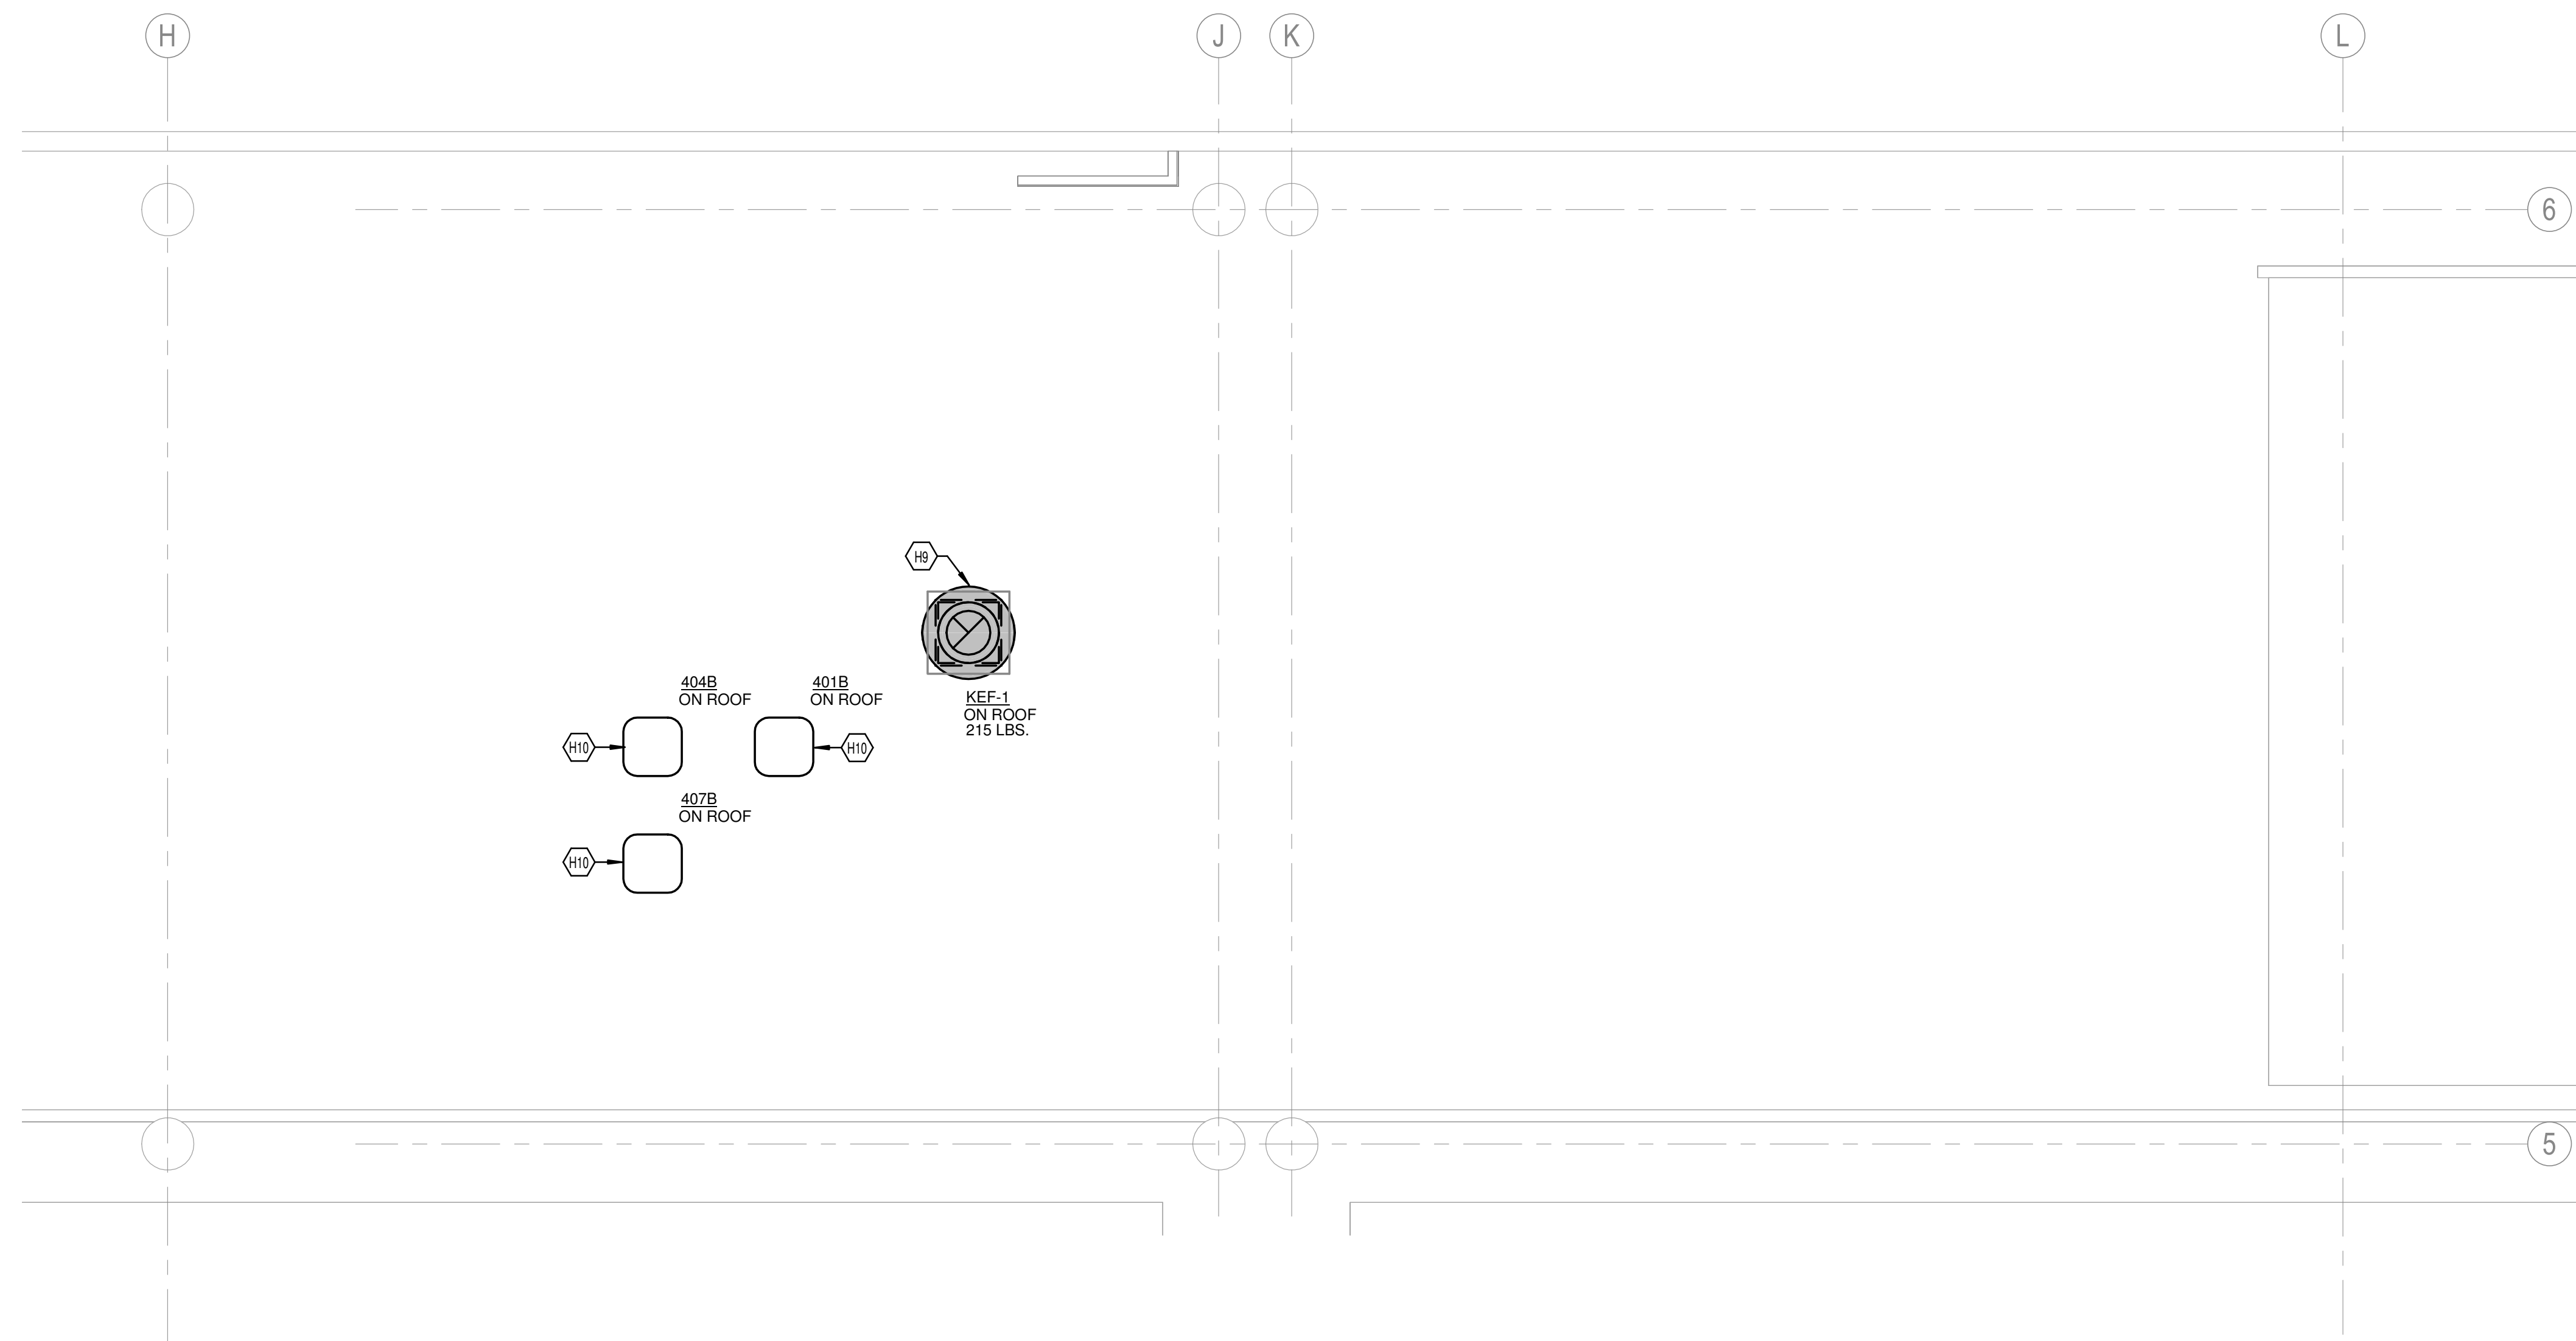 H
J
K
L
6
H9
404B
ON ROOF
401B
ON ROOF
KEF-1
ON ROOF
215 LBS.
H10
H10
407B
ON ROOF
H10
5